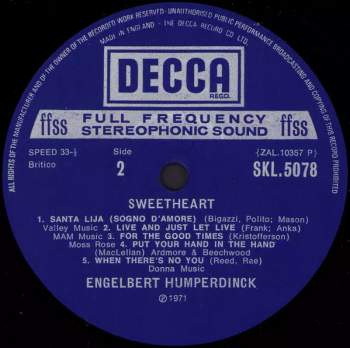 ALL RIGHTS OF THE MANUFACTURER AND OF THE OWNER OF THE RECORDED WORK RESERVED · UNAUTHORISED PUBLIC PERFORMANCE BROADCASTING AND COPYING OF THIS RECORD PROHIBITED
MADE IN ENGLAND · THE DECCA RECORD CO LTD.
DECCA
REGD.
ffss FULL FREQUENCY ffss
STEREOPHONIC SOUND
SPEED 33-⅓ Side (ZAL.10357 P)
Britico 2 SKL.5078
SWEETHEART
1. SANTA LIJA (SOGNO D'AMORE) (Bigazzi, Polito; Mason)
Valley Music 2. LIVE AND JUST LET LIVE (Frank; Anka)
MAM Music 3. FOR THE GOOD TIMES (Kristofferson)
Moss Rose 4. PUT YOUR HAND IN THE HAND
(MacLellan) Ardmore & Beechwood
5. WHEN THERE'S NO YOU (Reed. Rae)
Donna Music
ENGELBERT HUMPERDINCK
℗1971